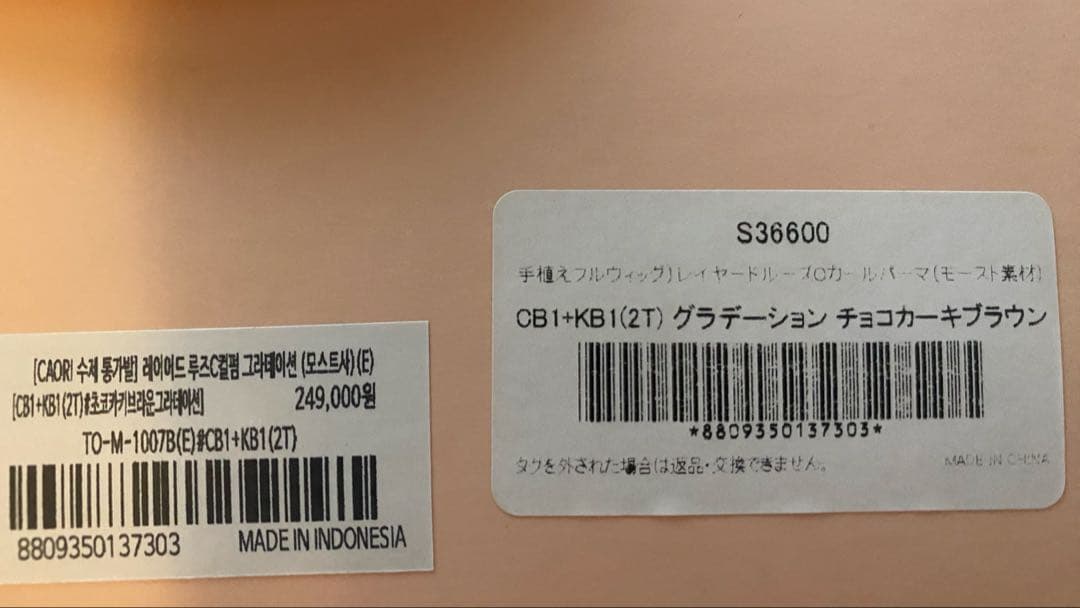 [CAORI 수제 통가발] 레이어드 루즈C컬펌 그라데이션 (모스트사)(E)
[CB1+KB1(2T)#초코카키브라운그라데이션]
249,000원
TO-M-1007B(E)#CB1+KB1(2T)
8809350137303
MADE IN INDONESIA
S36600
手植えフルウィッグ)レイヤードルーズCカールパーマ(モースト素材)
CB1+KB1(2T) グラデーション チョコカーキブラウン
*8809350137303*
タグを外された場合は返品・交換できません。
MADE IN CHINA